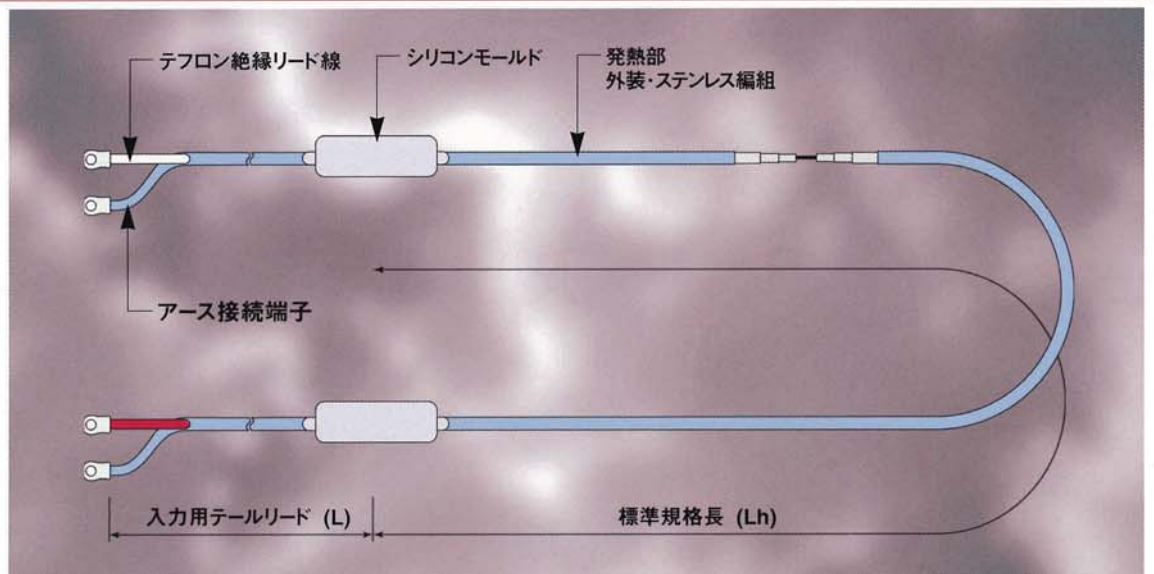 テフロン絶縁リード線
シリコンモールド
発熱部
外装・ステンレス編組
アース接続端子
入力用テールリード (L)
標準規格長 (Lh)